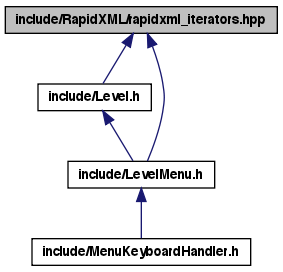 include/RapidXML/rapidxml_iterators.hpp
include/Level.h
include/LevelMenu.h
include/MenuKeyboardHandler.h